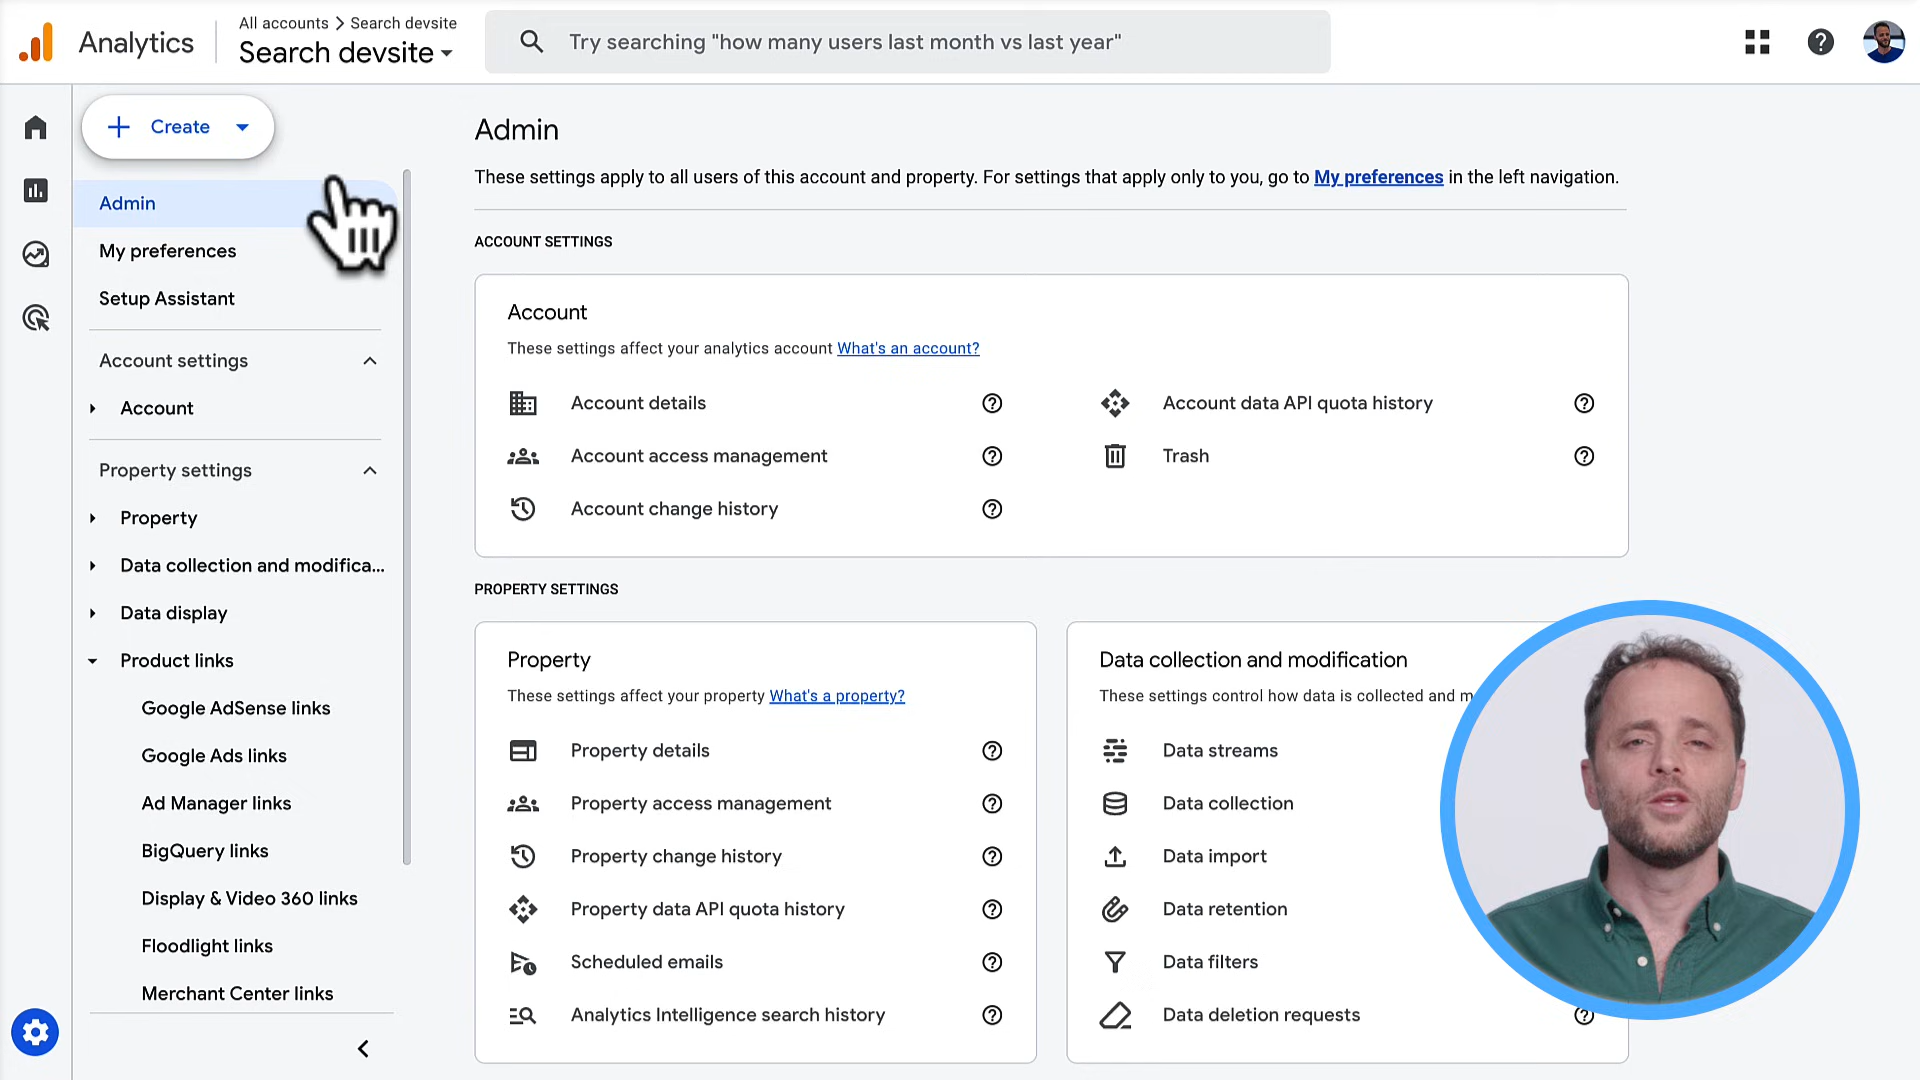 Analytics
All accounts > Search devsite
Search devsite
Try searching "how many users last month vs last year"
Create
Admin
My preferences
Setup Assistant
Account settings
Account
Property settings
Property
Data collection and modifica...
Data display
Product links
Google AdSense links
Google Ads links
Ad Manager links
BigQuery links
Display & Video 360 links
Floodlight links
Merchant Center links
Admin
These settings apply to all users of this account and property. For settings that apply only to you, go to My preferences in the left navigation.
ACCOUNT SETTINGS
Account
These settings affect your analytics account What's an account?
Account details
Account data API quota history
Account access management
Trash
Account change history
PROPERTY SETTINGS
Property
These settings affect your property What's a property?
Property details
Property access management
Property change history
Property data API quota history
Scheduled emails
Analytics Intelligence search history
Data collection and modification
These settings control how data is collected and m
Data streams
Data collection
Data import
Data retention
Data filters
Data deletion requests